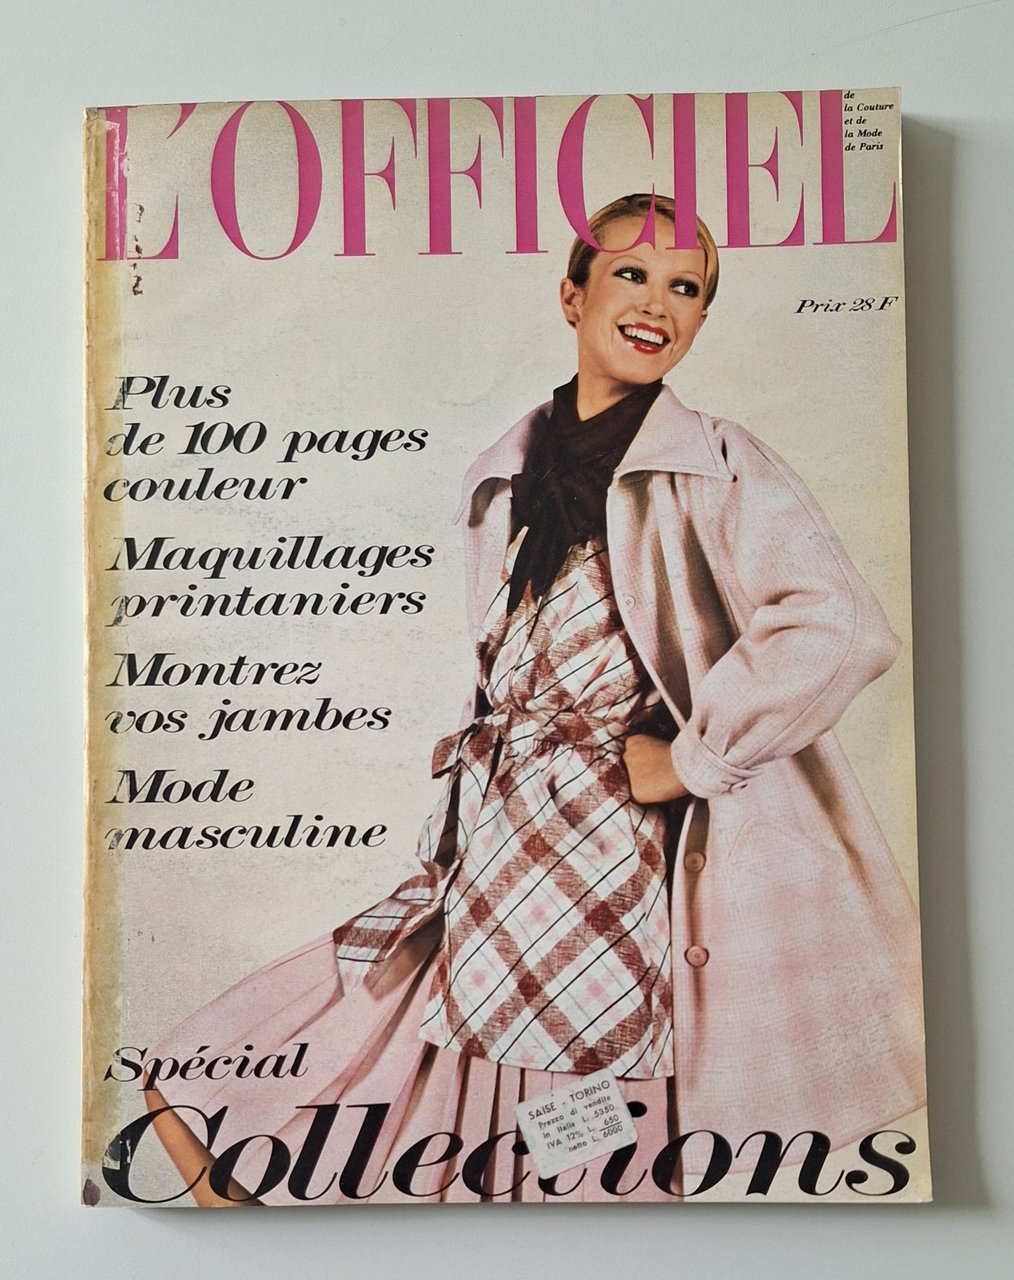 L'OFFICIEL
de
la Couture
et de
la Mode
de Paris
Prix 28 F
Plus
de 100 pages
couleur
Maquillages
printaniers
Montrez
vos jambes
Mode
masculine
Spécial
Collections
SAISE - TORINO
Prezzo di vendita
in Italia L. 5350
IVA 12% L. 650
netto L. 6000